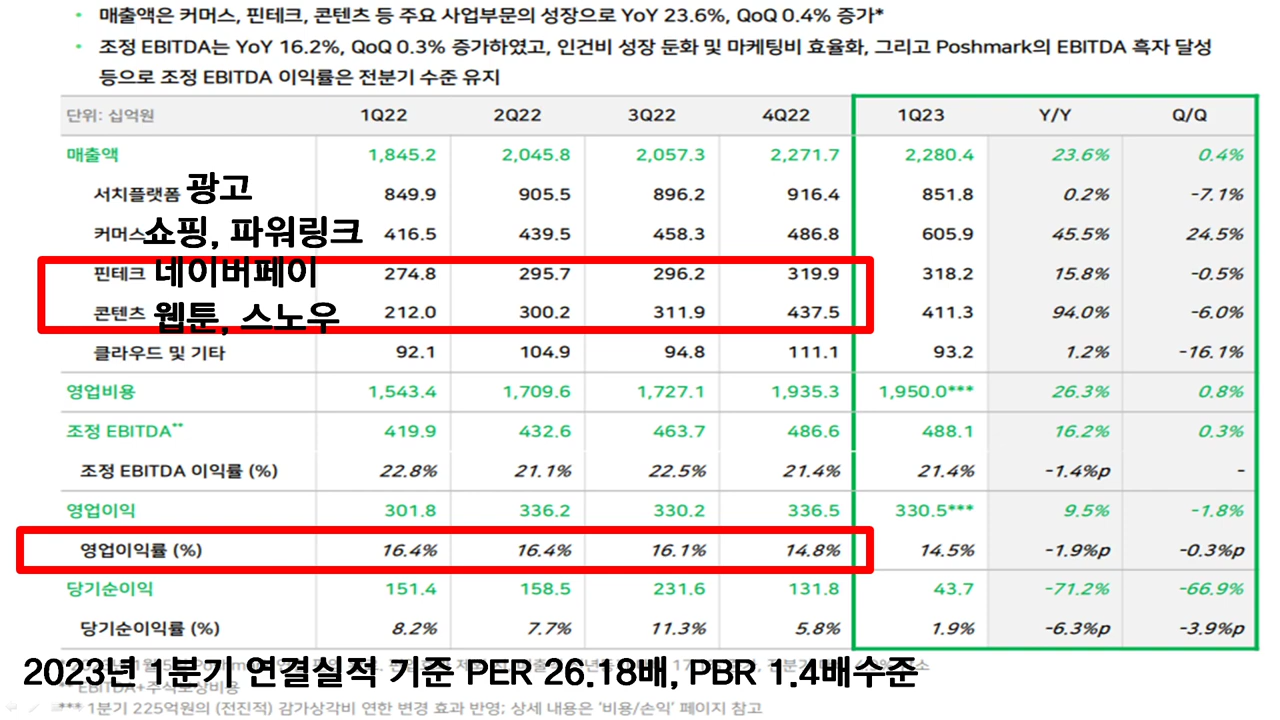 매출액은 커머스, 핀테크, 콘텐츠 등 주요 사업부문의 성장으로 YoY 23.6%, QoQ 0.4% 증가*
조정 EBITDA는 YoY 16.2%, QoQ 0.3% 증가하였고, 인건비 성장 둔화 및 마케팅비 효율화, 그리고 Poshmark의 EBITDA 흑자 달성
등으로 조정 EBITDA 이익률은 전분기 수준 유지
단위: 십억원 1Q22 2Q22 3Q22 4Q22 1Q23 Y/Y Q/Q
매출액 1,845.2 2,045.8 2,057.3 2,271.7 2,280.4 23.6% 0.4%
서치플랫폼 광고 849.9 905.5 896.2 916.4 851.8 0.2% -7.1%
커머스 쇼핑, 파워링크 416.5 439.5 458.3 486.8 605.9 45.5% 24.5%
핀테크 네이버페이 274.8 295.7 296.2 319.9 318.2 15.8% -0.5%
콘텐츠 웹툰, 스노우 212.0 300.2 311.9 437.5 411.3 94.0% -6.0%
클라우드 및 기타 92.1 104.9 94.8 111.1 93.2 1.2% -16.1%
영업비용 1,543.4 1,709.6 1,727.1 1,935.3 1,950.0*** 26.3% 0.8%
조정 EBITDA** 419.9 432.6 463.7 486.6 488.1 16.2% 0.3%
조정 EBITDA 이익률 (%) 22.8% 21.1% 22.5% 21.4% 21.4% -1.4%p -
영업이익 301.8 336.2 330.2 336.5 330.5*** 9.5% -1.8%
영업이익률 (%) 16.4% 16.4% 16.1% 14.8% 14.5% -1.9%p -0.3%p
당기순이익 151.4 158.5 231.6 131.8 43.7 -71.2% -66.9%
당기순이익률 (%) 8.2% 7.7% 11.3% 5.8% 1.9% -6.3%p -3.9%p
2023년 1분기 연결실적 기준 PER 26.18배, PBR 1.4배수준
** EBITDA+주식보상비용
*** 1분기 225억원의 (전진적) 감가상각비 연한 변경 효과 반영: 상세 내용은 '비용/손익' 페이지 참고